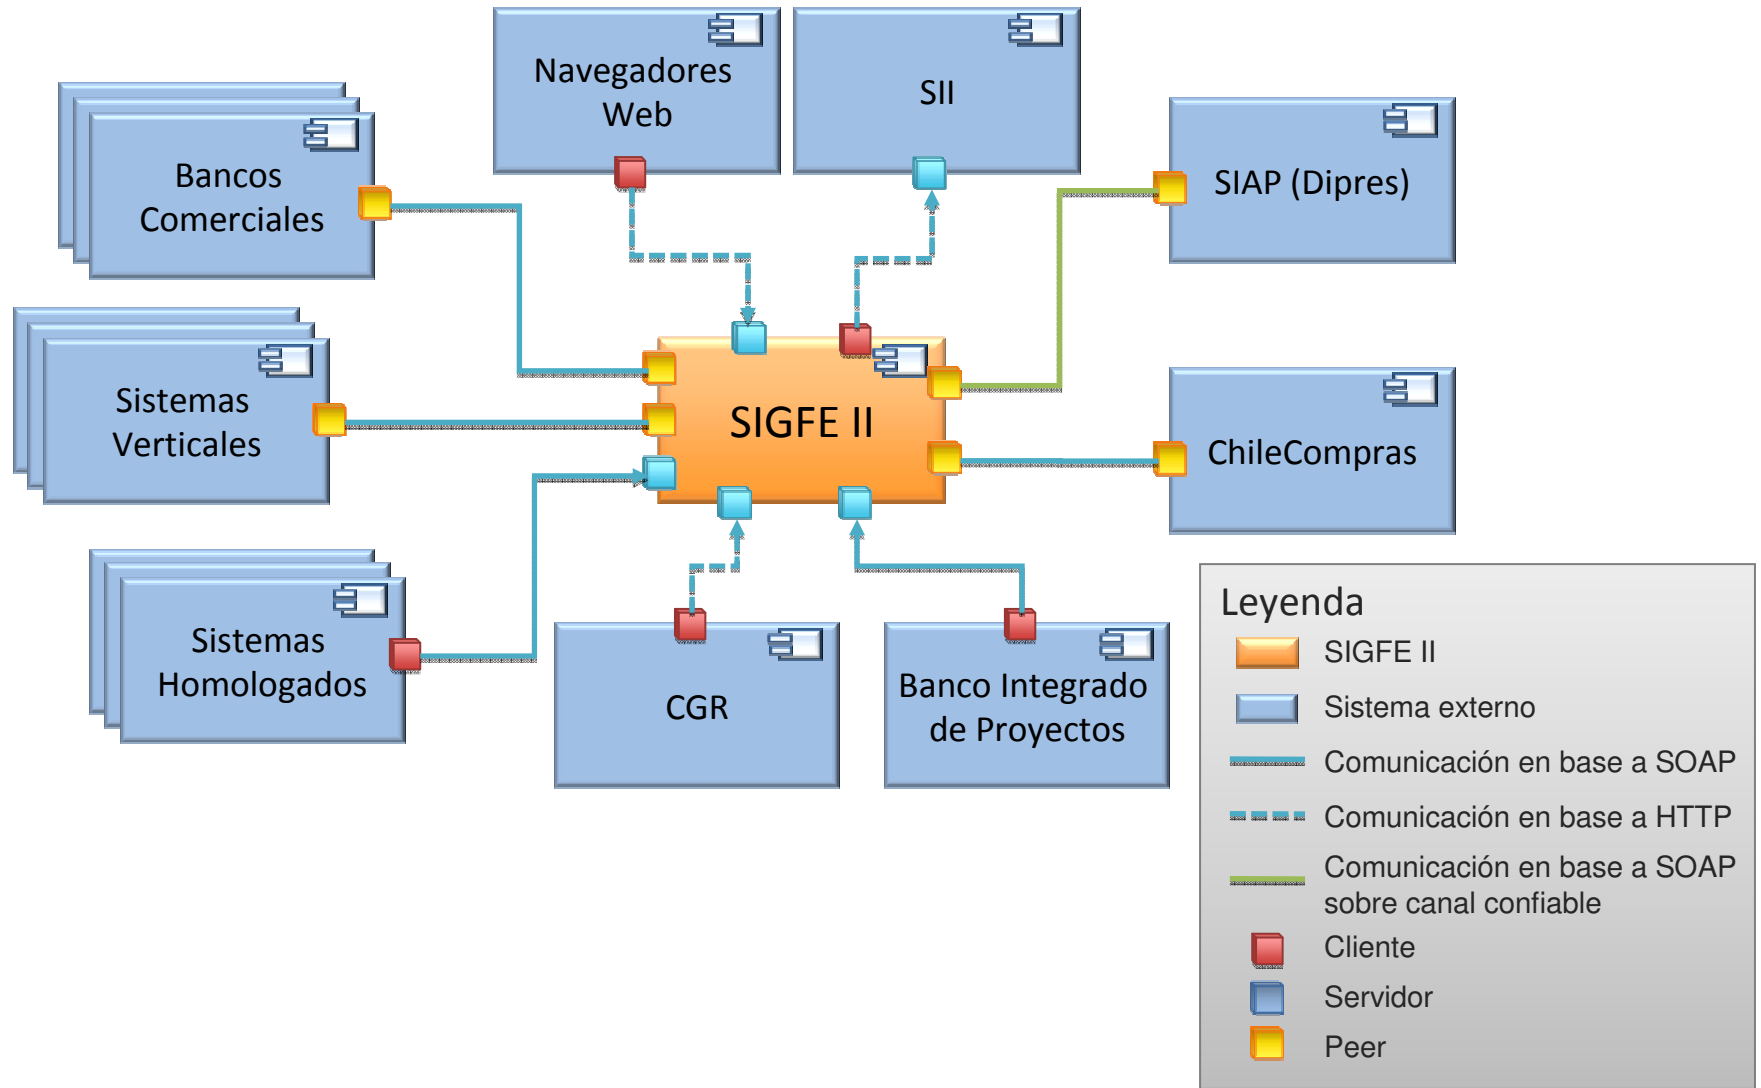 Navegadores
Web
SII
Bancos
Comerciales
SIAP (Dipres)
Sistemas
Verticales
SIGFE II
ChileCompras
Sistemas
Homologados
CGR
Banco Integrado
de Proyectos
Leyenda
SIGFE II
Sistema externo
Comunicación en base a SOAP
Comunicación en base a HTTP
Comunicación en base a SOAP
sobre canal confiable
Cliente
Servidor
Peer